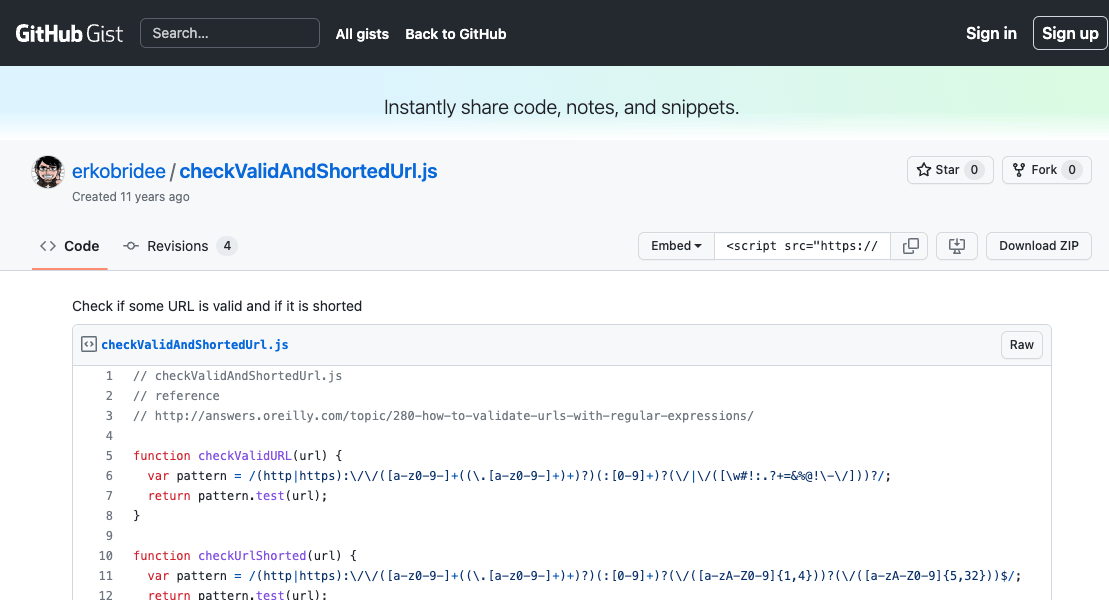 GitHub Gist Search... All gists Back to GitHub Sign in Sign up
Instantly share code, notes, and snippets.
erkobridee / checkValidAndShortedUrl.js
Star 0 Fork 0
Created 11 years ago
Code Revisions 4 Embed <script src="https:// Download ZIP
Check if some URL is valid and if it is shorted
checkValidAndShortedUrl.js Raw
1 // checkValidAndShortedUrl.js
2 // reference
3 // http://answers.oreilly.com/topic/280-how-to-validate-urls-with-regular-expressions/
4
5 function checkValidURL(url) {
6 var pattern = /(http|https):\/\/([a-z0-9-]+((\.[a-z0-9-]+)+)?)(:[0-9]+)?(\/|\/([\w#!:.?+=&%@!\-\/]))?/;
7 return pattern.test(url);
8 }
9
10 function checkUrlShorted(url) {
11 var pattern = /(http|https):\/\/([a-z0-9-]+((\.[a-z0-9-]+)+)?)(:[0-9]+)?(\/([a-zA-Z0-9]{1,4}))?(\/([a-zA-Z0-9]{5,32}))$/;
12 return pattern.test(url);